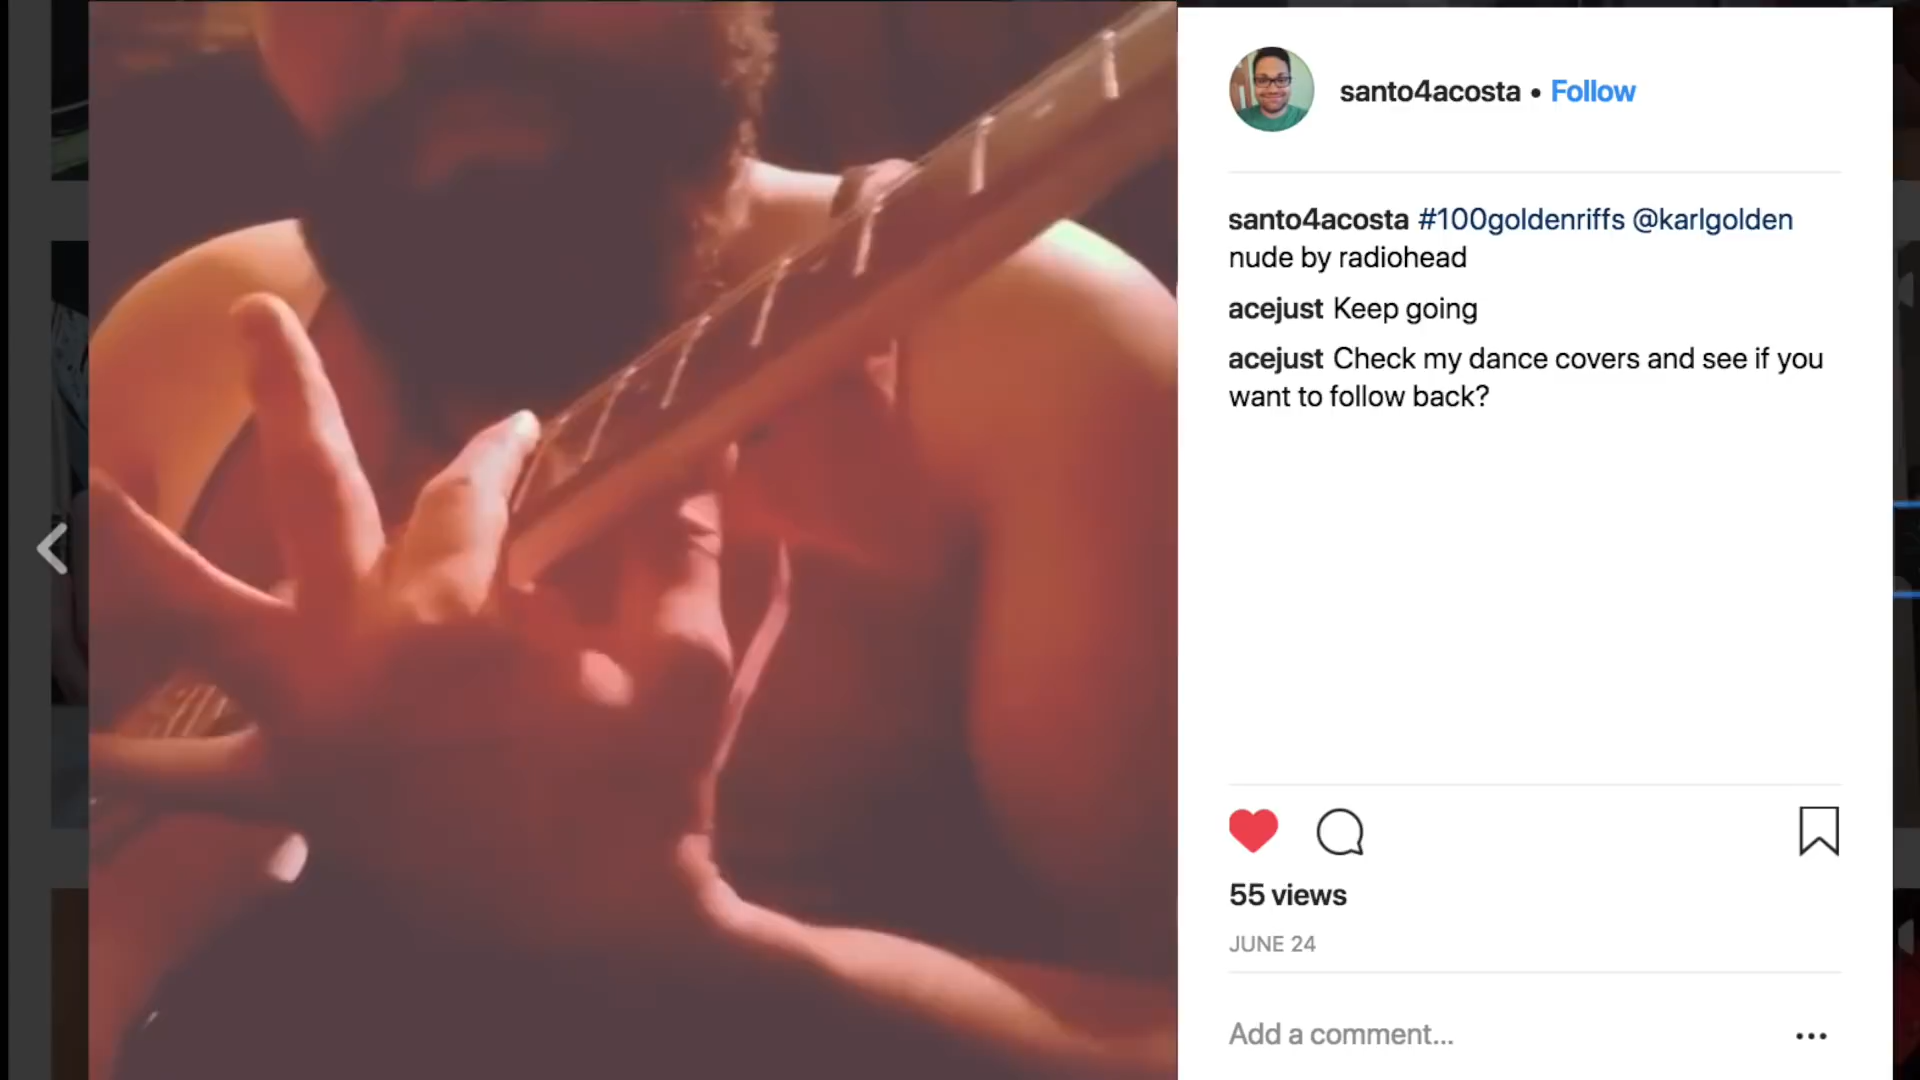 santo4acosta • Follow
santo4acosta #100goldenriffs @karlgolden
nude by radiohead
acejust Keep going
acejust Check my dance covers and see if you
want to follow back?
55 views
JUNE 24
Add a comment...